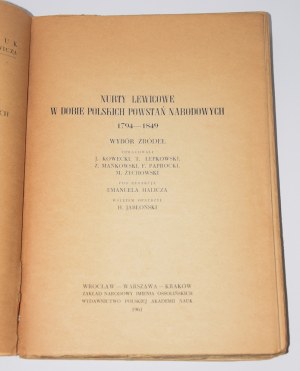 U K
NURTY LEWICOWE
W DOBIE POLSKICH POWSTAŃ NARODOWYCH
1794—1849
WYBÓR ŹRÓDEŁ
OPRACOWALI
J. KOWECKI, T. ŁEPKOWSKI,
Z. MAŃKOWSKI, F. PAPROCKI
M. ŻYCHOWSKI
POD REDAKCJĄ
EMANUELA HALICZA
WSTĘPEM OPATRZYŁ
H. JABŁOŃSKI
WROCŁAW — WARSZAWA — KRAKÓW
ZAKŁAD NARODOWY IMIENIA OSSOLIŃSKICH
WYDAWNICTWO POLSKIEJ AKADEMII NAUK